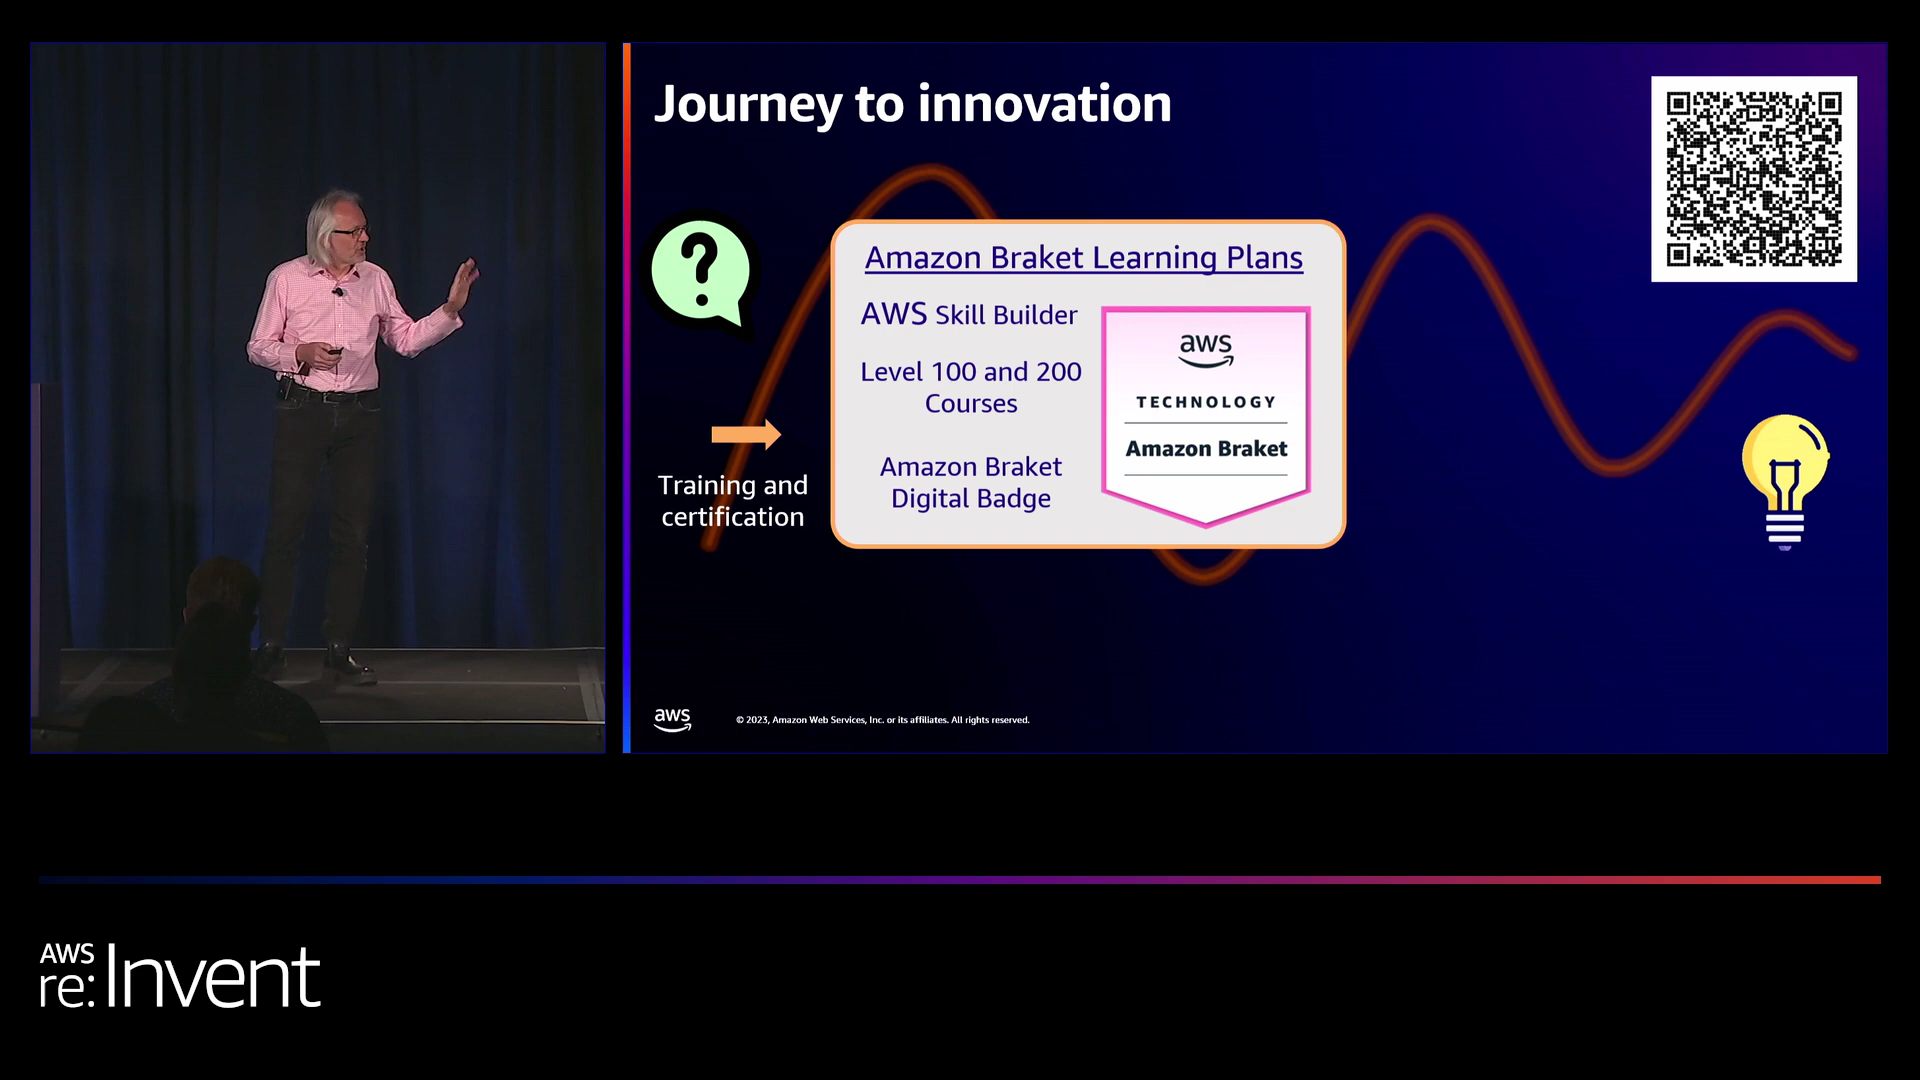 Journey to innovation
Amazon Braket Learning Plans
AWS Skill Builder
Level 100 and 200
Courses
Amazon Braket
Digital Badge
aws
TECHNOLOGY
Amazon Braket
?
Training and
certification
aws
© 2023, Amazon Web Services, Inc. or its affiliates. All rights reserved.
AWS
re:Invent